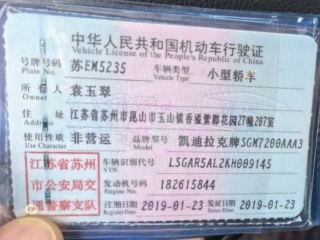 中华人民共和国机动车行驶证
Vehicle License of the People's Republic of China
号牌号码 苏EM5235 车辆类型 小型轿车
Plate No. Vehicle Type
所有人 袁玉翠
Owner
住址 江苏省苏州市昆山市玉山镇香溢紫郡花园27幢207室
Address
使用性质 非营运 品牌型号 凯迪拉克牌SGM7200AAA3
Use Character Model
江苏省苏州 车辆识别代号 LSGAR5AL2KH009145
VIN
市公安局交 发动机号码 182615844
Engine No.
通警察支队 注册日期 2019-01-23 发证日期 2019-01-23
Register Date Issue Date